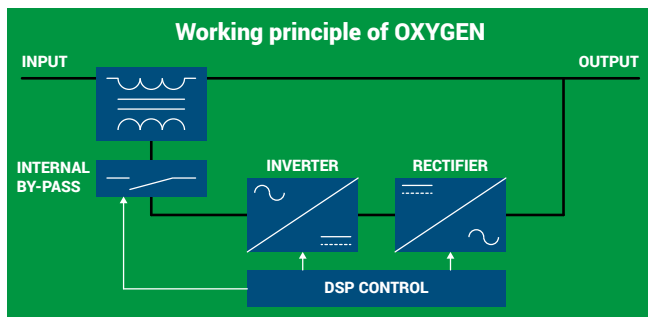 Working principle of OXYGEN
INPUT
OUTPUT
INTERNAL
BY-PASS
INVERTER
RECTIFIER
DSP CONTROL